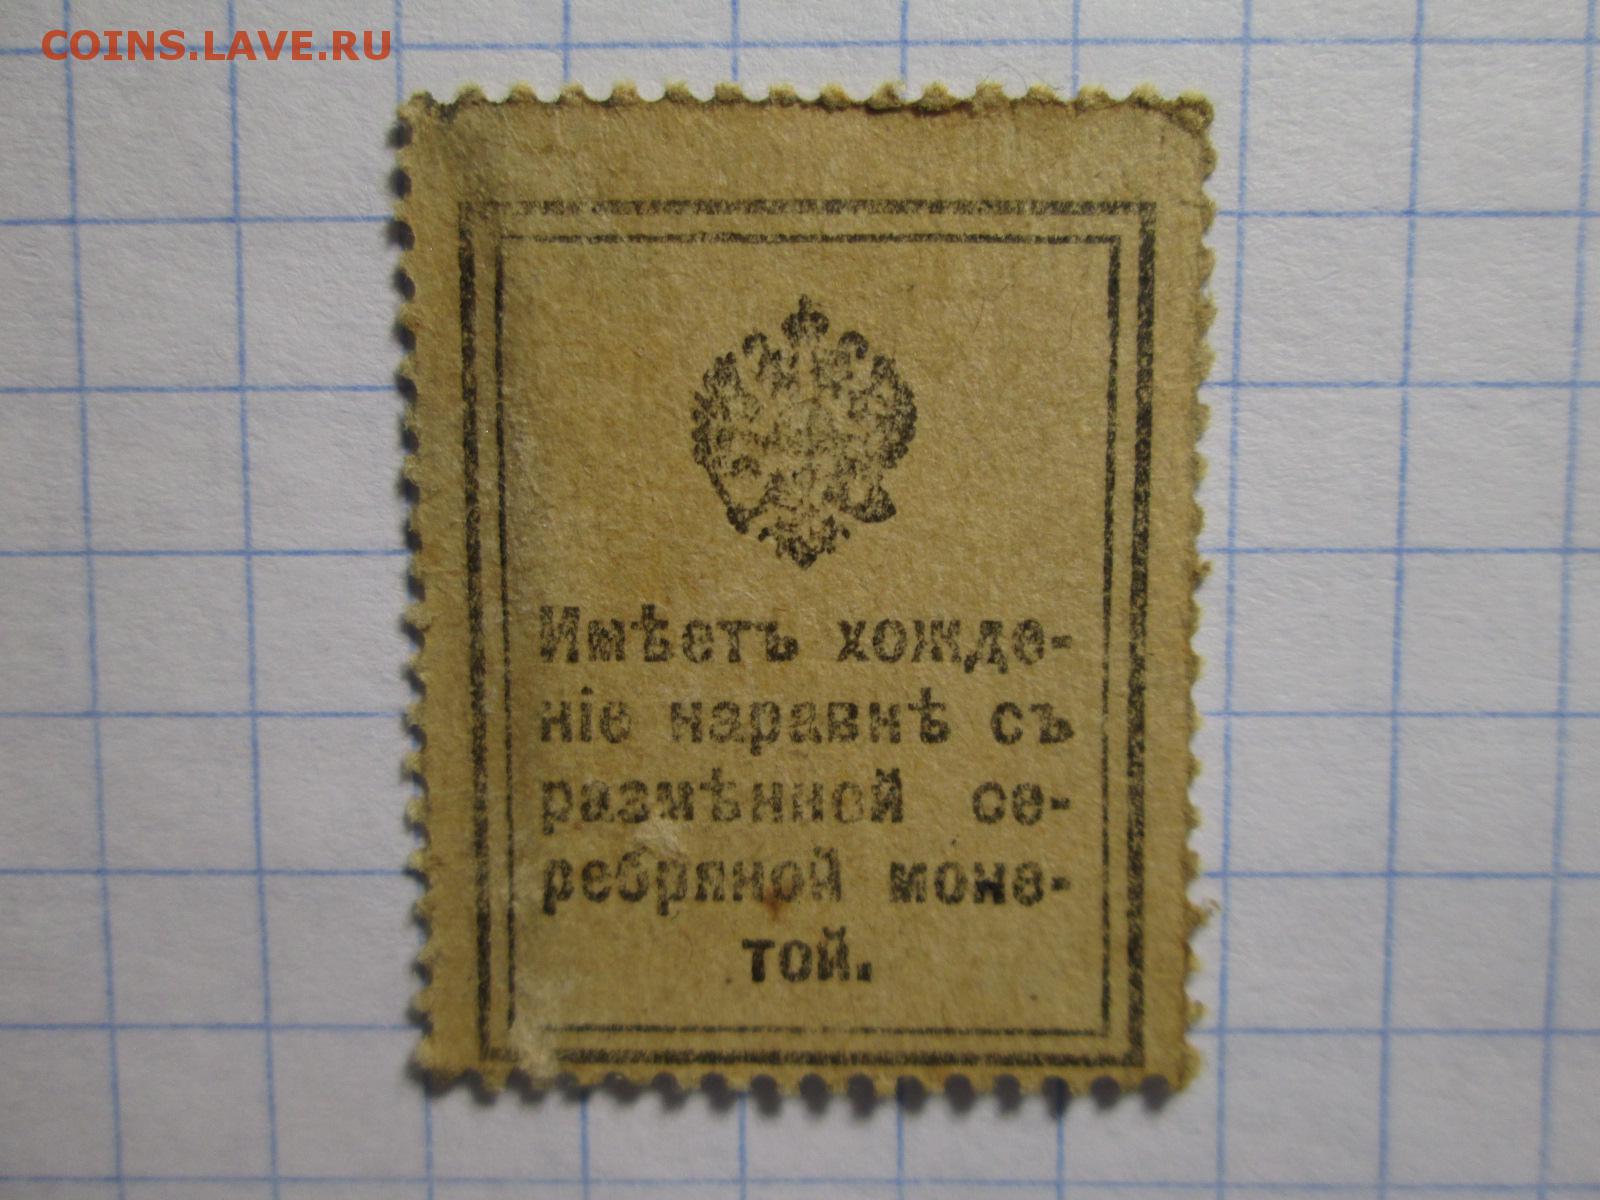 COINS.LAVE.RU
Имѣетъ хожде-
ніе наравнѣ съ
размѣнной се-
ребряной моне-
той.